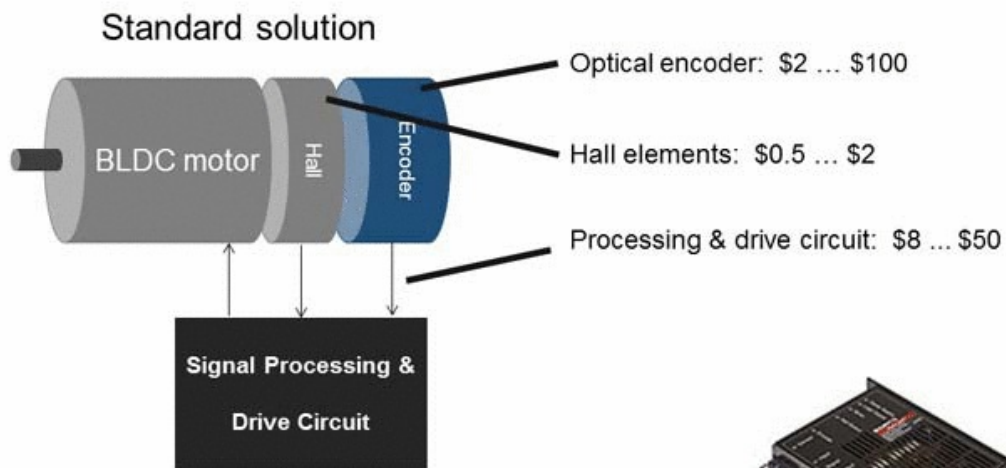 Standard solution
Optical encoder: $2 ... $100
BLDC motor
Hall
Encoder
Hall elements: $0.5 ... $2
Processing & drive circuit: $8 ... $50
Signal Processing &
Drive Circuit